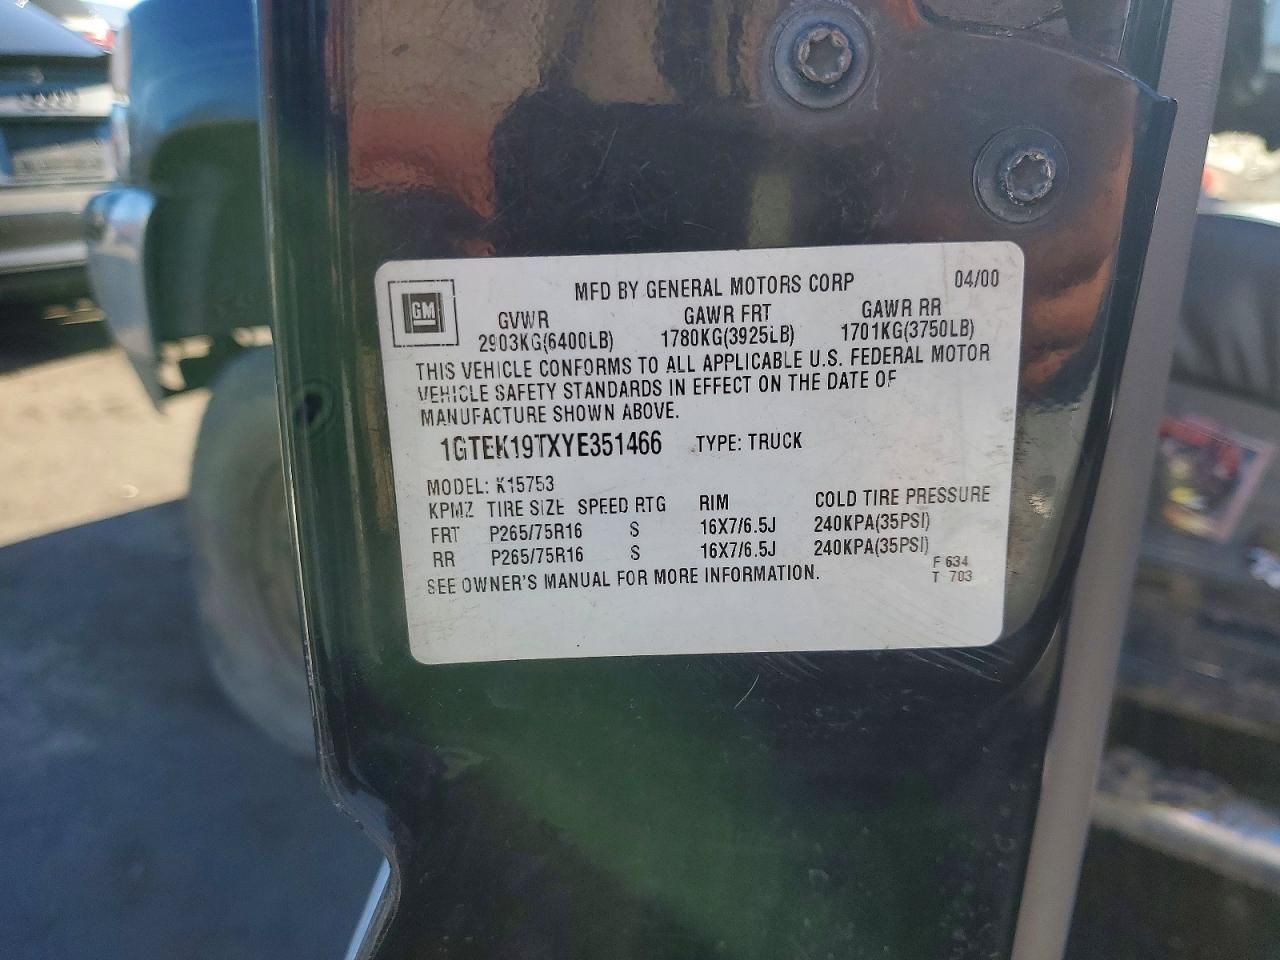 GM
MFD BY GENERAL MOTORS CORP 04/00
GVWR GAWR FRT GAWR RR
2903KG(6400LB) 1780KG(3925LB) 1701KG(3750LB)
THIS VEHICLE CONFORMS TO ALL APPLICABLE U.S. FEDERAL MOTOR
VEHICLE SAFETY STANDARDS IN EFFECT ON THE DATE OF
MANUFACTURE SHOWN ABOVE.
1GTEK19TXYE351466 TYPE: TRUCK
MODEL: K15753
KPMZ TIRE SIZE SPEED RTG RIM COLD TIRE PRESSURE
FRT P265/75R16 S 16X7/6.5J 240KPA(35PSI)
RR P265/75R16 S 16X7/6.5J 240KPA(35PSI)
SEE OWNER'S MANUAL FOR MORE INFORMATION.
F 634
T 703